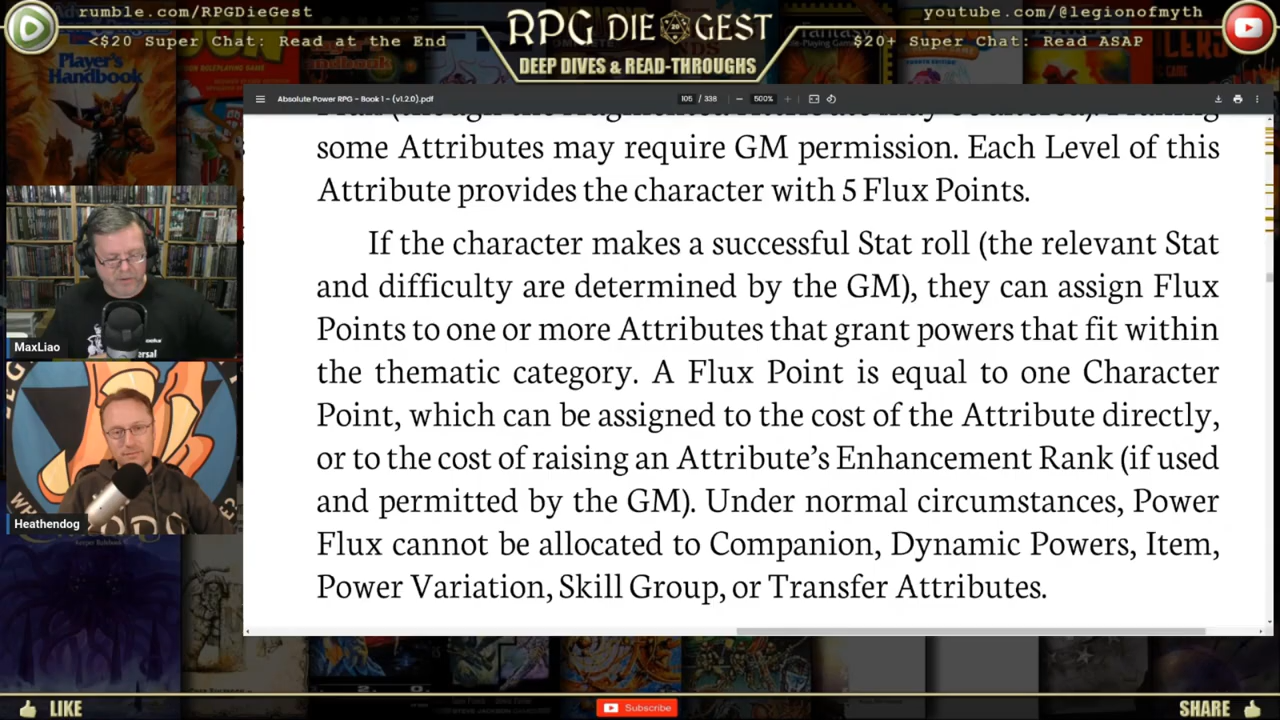 rumble.com/RPGDieGest
<$20 Super Chat: Read at the End
RPG DIE GEST
DEEP DIVES & READ-THROUGHS
youtube.com/@legionofmyth
$20+ Super Chat: Read ASAP
Player's
Handbook
Absolute Power RPG - Book 1 - (v1.2.0).pdf
105 / 338
500%
some Attributes may require GM permission. Each Level of this
Attribute provides the character with 5 Flux Points.
If the character makes a successful Stat roll (the relevant Stat
and difficulty are determined by the GM), they can assign Flux
Points to one or more Attributes that grant powers that fit within
the thematic category. A Flux Point is equal to one Character
Point, which can be assigned to the cost of the Attribute directly,
or to the cost of raising an Attribute's Enhancement Rank (if used
and permitted by the GM). Under normal circumstances, Power
Flux cannot be allocated to Companion, Dynamic Powers, Item,
Power Variation, Skill Group, or Transfer Attributes.
MaxLiao
Heathendog
LIKE
Subscribe
SHARE